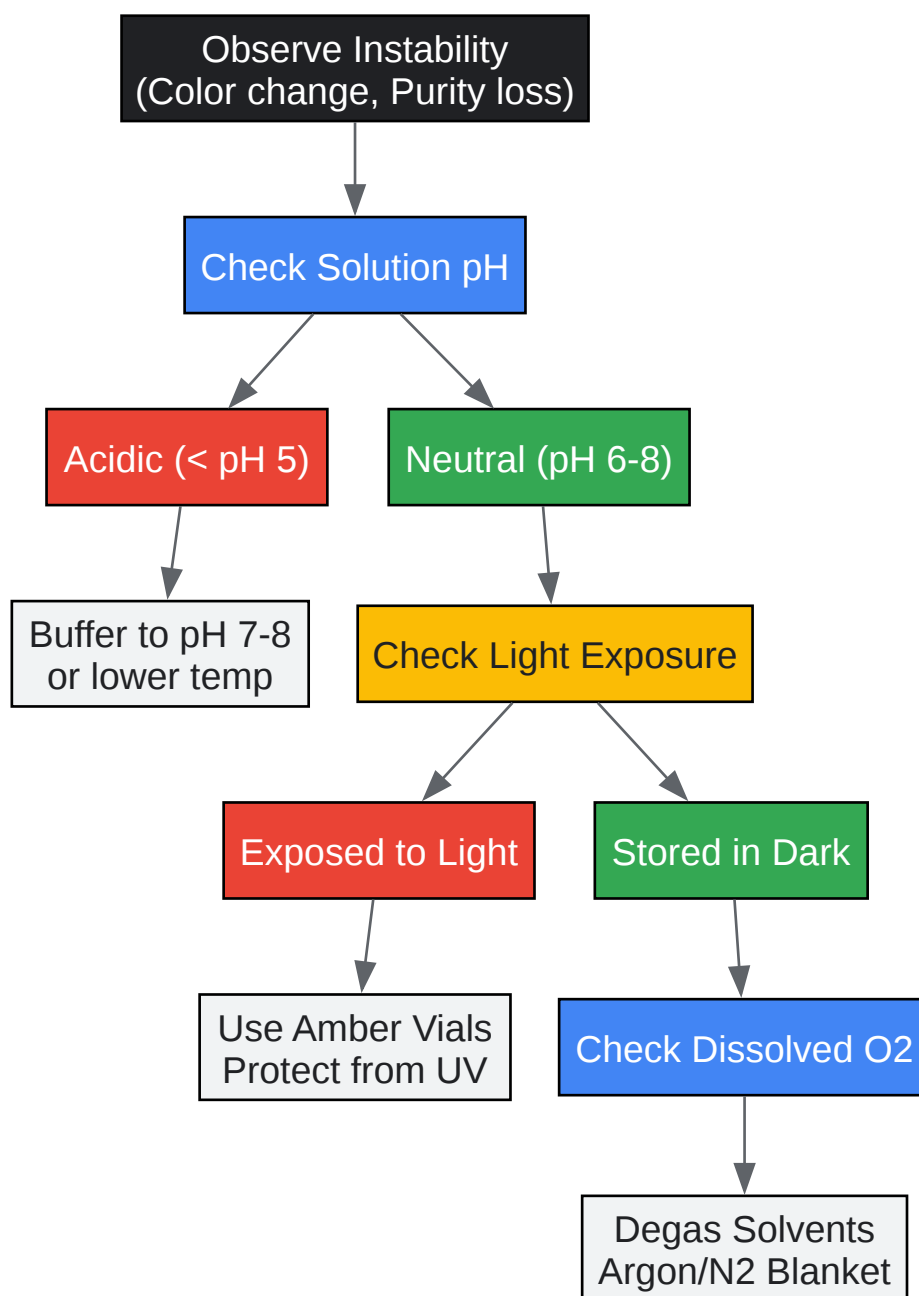 Observe Instability
(Color change, Purity loss)
Check Solution pH
Acidic (< pH 5)
Neutral (pH 6-8)
Buffer to pH 7-8
or lower temp
Check Light Exposure
Exposed to Light
Stored in Dark
Use Amber Vials
Protect from UV
Check Dissolved O2
Degas Solvents
Argon/N2 Blanket